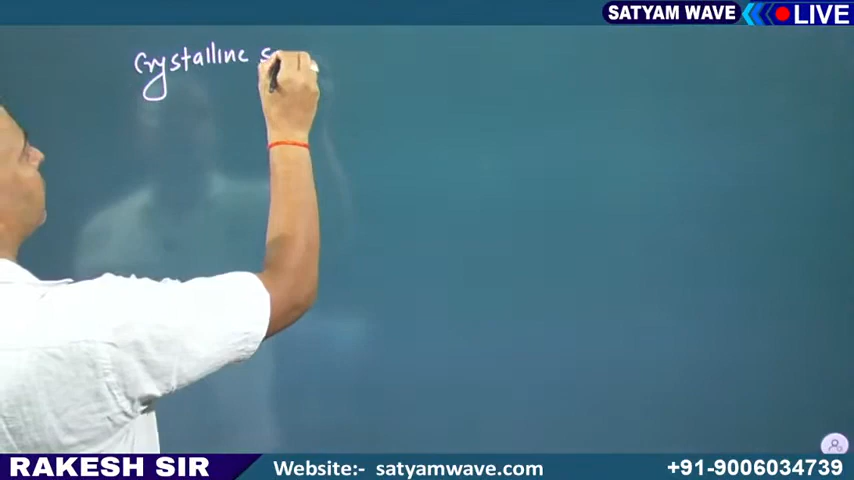 SATYAM WAVE LIVE
Crystalline
RAKESH SIR Website:- satyamwave.com +91-9006034739